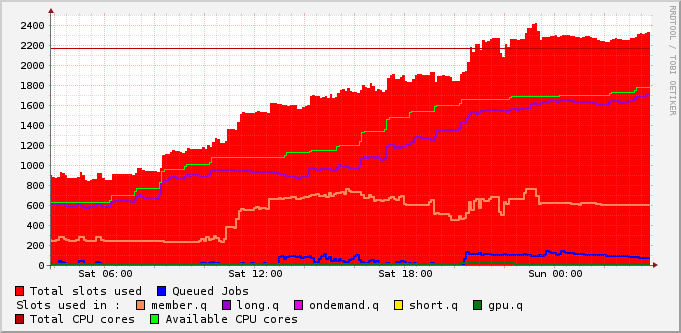 2400
2200
2000
1800
1600
1400
1200
1000
800
600
400
200
0
Sat 06:00 Sat 12:00 Sat 18:00 Sun 00:00
Total slots used Queued Jobs
Slots used in : member.q long.q ondemand.q short.q gpu.q
Total CPU cores Available CPU cores
RRDTOOL / TOBI OETIKER